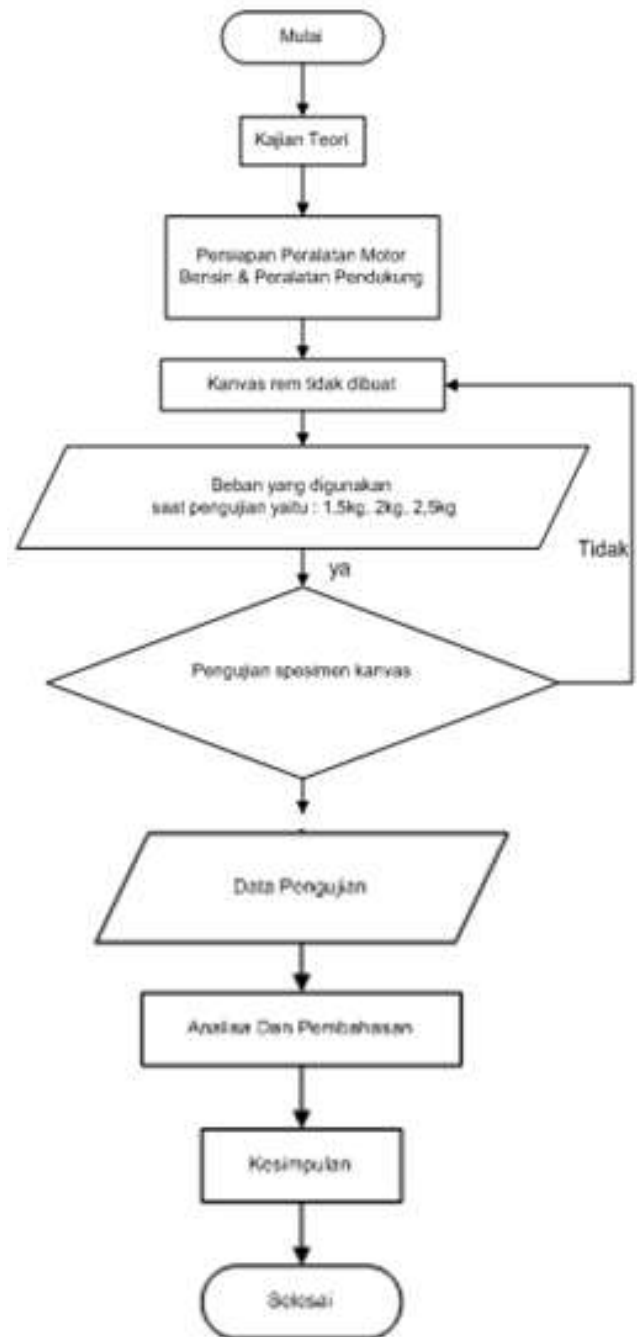 Mulai
Kajian Teori
Persiapan Peralatan Motor
Bensin & Peralatan Pendukung
Kanvas rem tidak dibuat
Beban yang digunakan
saat pengujian yaitu : 1.5kg, 2kg, 2,5kg
Tidak
ya
Pengujian spesimen kanvas
Data Pengujian
Analisa Dan Pembahasan
Kesimpulan
Selesai